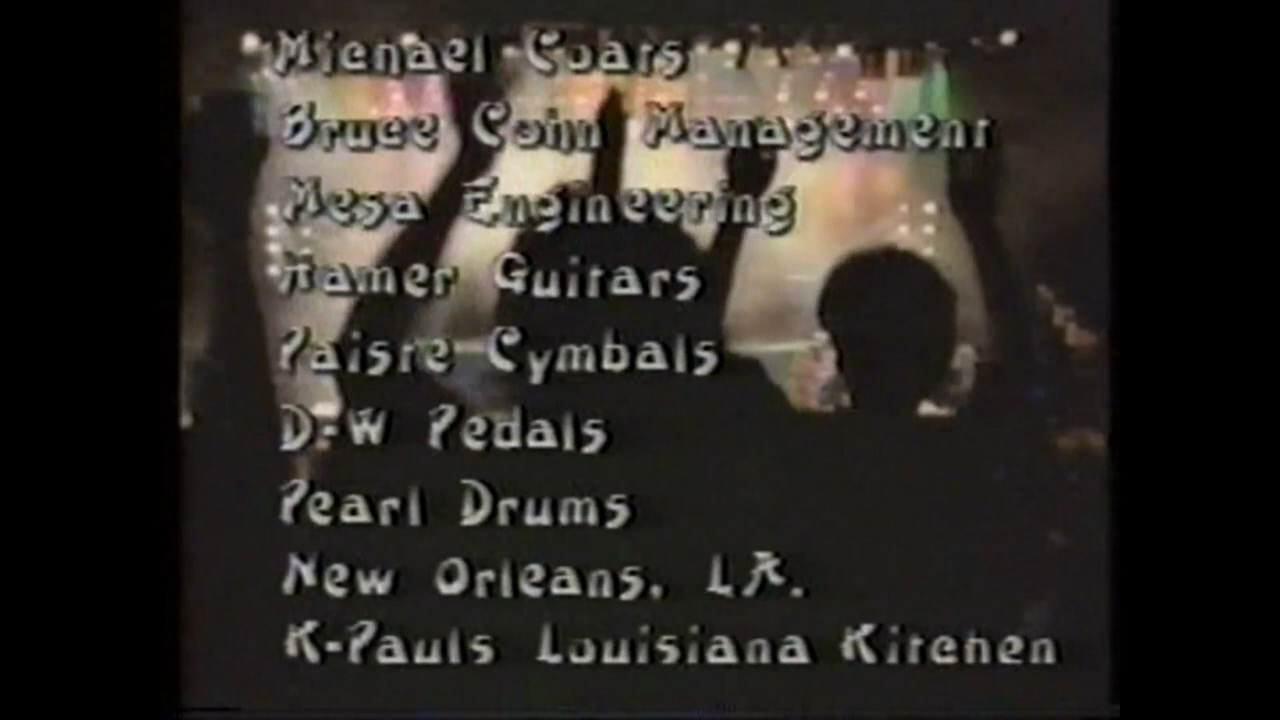 Michael Coars
Bruce Cohn Management
Mesa Engineering
Hamer Guitars
Paiste Cymbals
D-W Pedals
Pearl Drums
New Orleans, LA.
K-Pauls Louisiana Kitchen